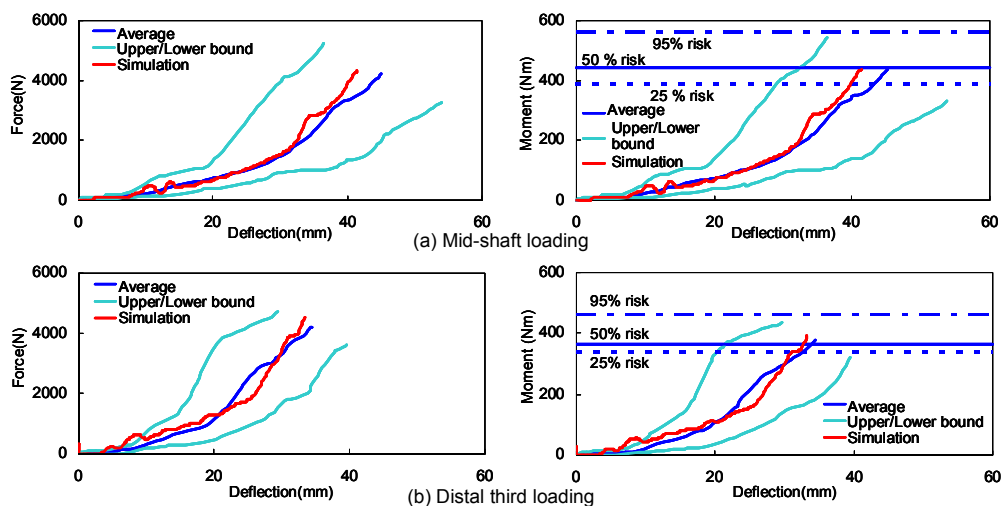 6000
4000
2000
0
Force(N)
Average
Upper/Lower bound
Simulation
0
20
40
60
Deflection(mm)
600
400
200
0
Moment (Nm)
95% risk
50 % risk
25 % risk
Average
Upper/Lower
bound
Simulation
0
20
40
60
Deflection(mm)
(a) Mid-shaft loading
6000
4000
2000
0
Force(N)
Average
Upper/Lower bound
Simulation
0
20
40
60
Deflection(mm)
600
400
200
0
Moment (Nm)
95% risk
50% risk
25% risk
Average
Upper/Lower bound
Simulation
0
20
40
60
Deflection(mm)
(b) Distal third loading